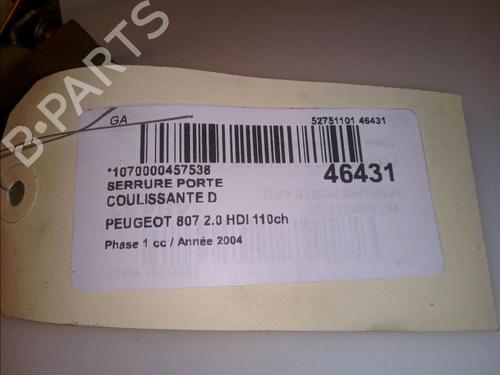 B-PARTS
GA
52751101 46431
*1070000457538
46431
SERRURE PORTE
COULISSANTE D
PEUGEOT 807 2.0 HDI 110ch
Phase 1 cc / Année 2004